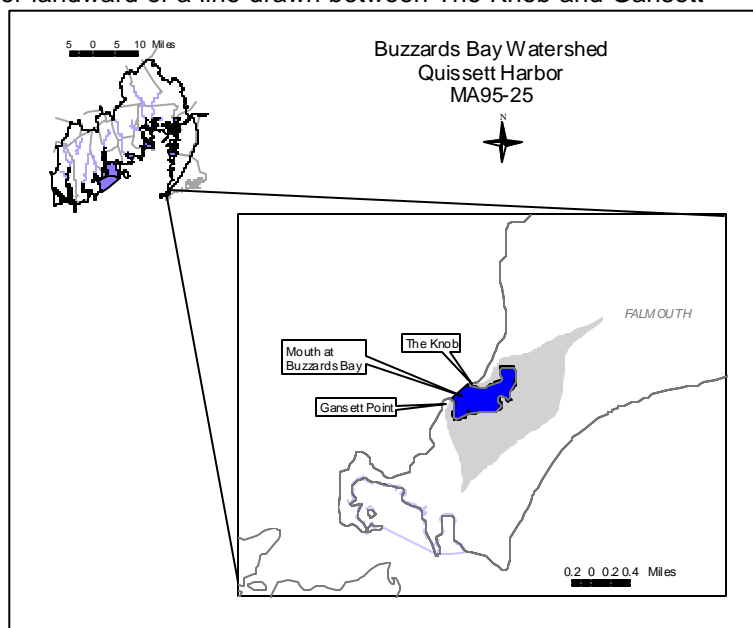 or landward of a line drawn between The Knob and Gansett
5 0 5 10 Miles
Buzzards Bay Watershed
Quissett Harbor
MA95-25
N
FALMOUTH
The Knob
Mouth at
Buzzards Bay
Gansett Point
0.2 0 0.2 0.4 Miles